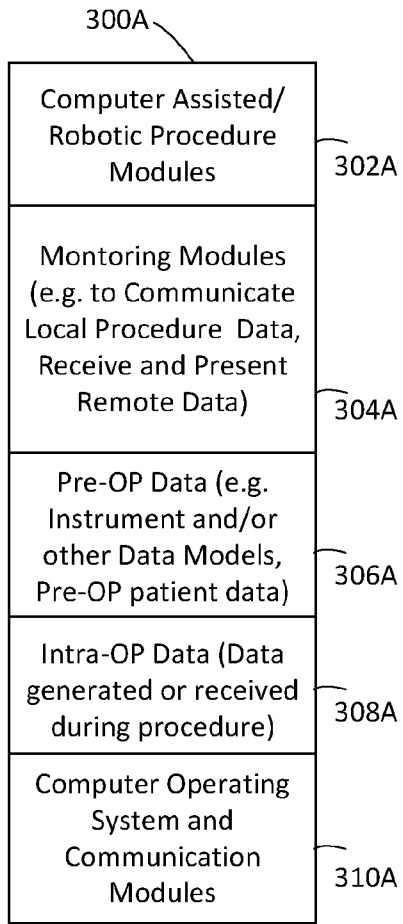 300A
Computer Assisted/
Robotic Procedure
Modules
302A
Montoring Modules
(e.g. to Communicate
Local Procedure Data,
Receive and Present
Remote Data)
304A
Pre-OP Data (e.g.
Instrument and/or
other Data Models,
Pre-OP patient data)
306A
Intra-OP Data (Data
generated or received
during procedure)
308A
Computer Operating
System and
Communication
Modules
310A